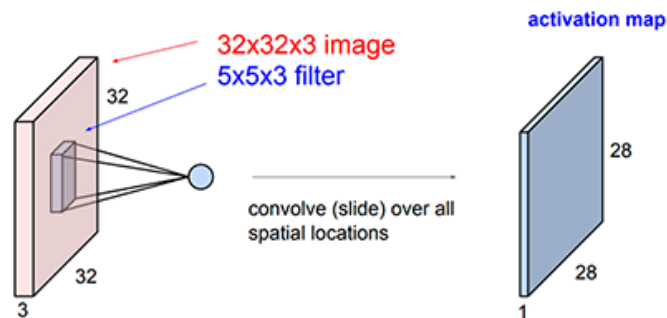 activation map
32x32x3 image
5x5x3 filter
32
28
convolve (slide) over all
spatial locations
32
28
3
1